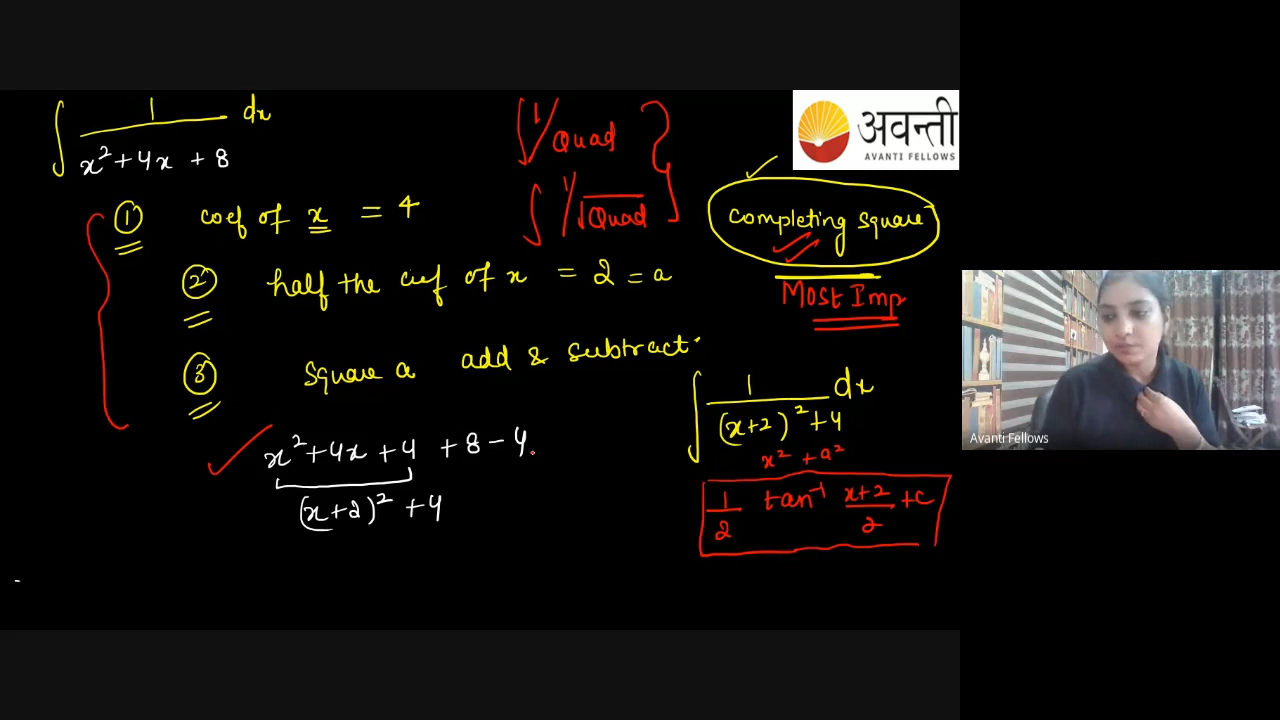 ∫ 1/(x²+4x+8) dx
∫ 1/Quad
∫ 1/√Quad
अवन्ती
AVANTI FELLOWS
① coef of x = 4
completing square
② half the coef of x = 2 = a
Most Imp
③ Square a add & subtract
x²+4x+4 +8-4
(x+2)² +4
∫ 1/((x+2)²+4) dx
x² + a²
1/2 tan⁻¹ (x+2)/2 +c
Avanti Fellows